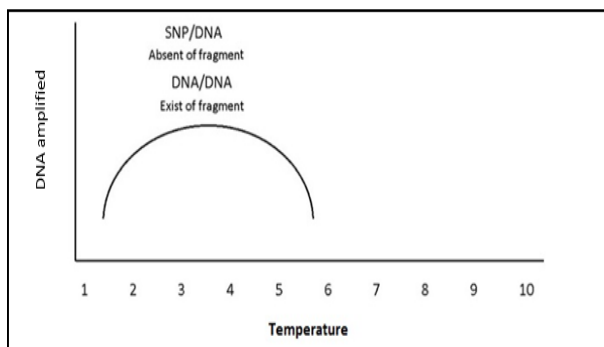 SNP/DNA
Absent of fragment
DNA/DNA
Exist of fragment
DNA amplified
1 2 3 4 5 6 7 8 9 10
Temperature